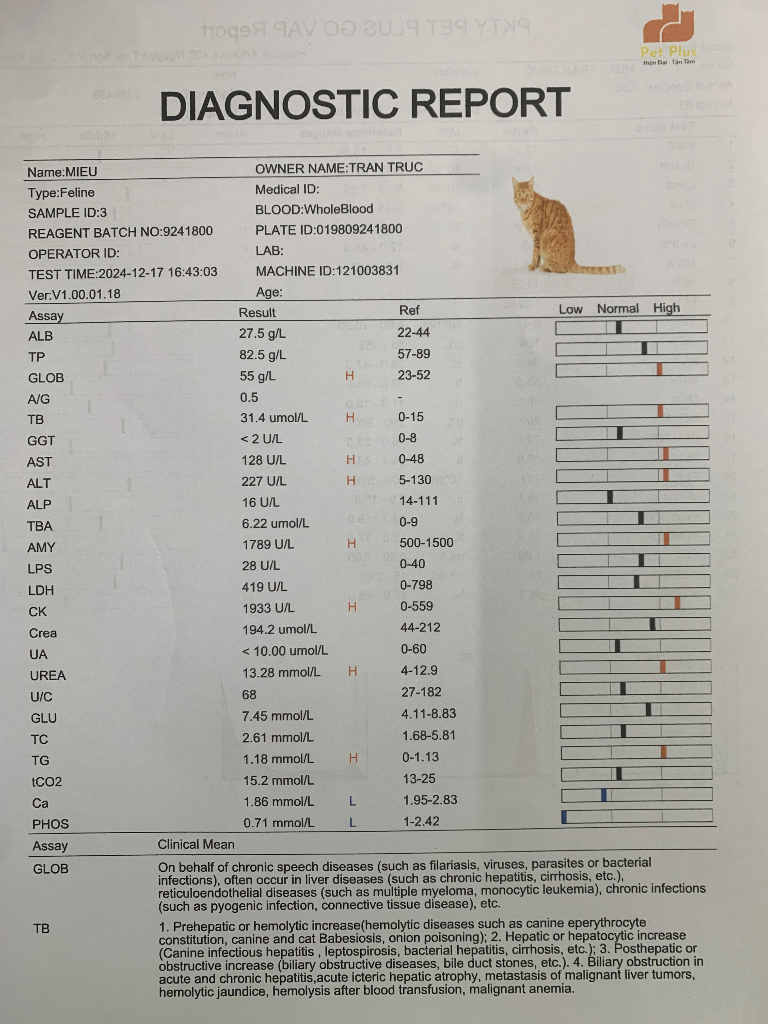 Pet Plus
Hiện Đại - Tận Tâm
DIAGNOSTIC REPORT
Name:MIEU OWNER NAME:TRAN TRUC
Type:Feline Medical ID:
SAMPLE ID:3 BLOOD:WholeBlood
REAGENT BATCH NO:9241800 PLATE ID:019809241800
OPERATOR ID: LAB:
TEST TIME:2024-12-17 16:43:03 MACHINE ID:121003831
Ver:V1.00.01.18 Age:
Assay Result Ref Low Normal High
ALB 27.5 g/L 22-44
TP 82.5 g/L 57-89
GLOB 55 g/L H 23-52
A/G 0.5 -
TB 31.4 umol/L H 0-15
GGT < 2 U/L 0-8
AST 128 U/L H 0-48
ALT 227 U/L H 5-130
ALP 16 U/L 14-111
TBA 6.22 umol/L 0-9
AMY 1789 U/L H 500-1500
LPS 28 U/L 0-40
LDH 419 U/L 0-798
CK 1933 U/L H 0-559
Crea 194.2 umol/L 44-212
UA < 10.00 umol/L 0-60
UREA 13.28 mmol/L H 4-12.9
U/C 68 27-182
GLU 7.45 mmol/L 4.11-8.83
TC 2.61 mmol/L 1.68-5.81
TG 1.18 mmol/L H 0-1.13
tCO2 15.2 mmol/L 13-25
Ca 1.86 mmol/L L 1.95-2.83
PHOS 0.71 mmol/L L 1-2.42
Assay Clinical Mean
GLOB On behalf of chronic speech diseases (such as filariasis, viruses, parasites or bacterial
infections), often occur in liver diseases (such as chronic hepatitis, cirrhosis, etc.),
reticuloendothelial diseases (such as multiple myeloma, monocytic leukemia), chronic infections
(such as pyogenic infection, connective tissue disease), etc.
TB 1. Prehepatic or hemolytic increase(hemolytic diseases such as canine eperythrocyte
constitution, canine and cat Babesiosis, onion poisoning); 2. Hepatic or hepatocytic increase
(Canine infectious hepatitis , leptospirosis, bacterial hepatitis, cirrhosis, etc.); 3. Posthepatic or
obstructive increase (biliary obstructive diseases, bile duct stones, etc.). 4. Biliary obstruction in
acute and chronic hepatitis,acute icteric hepatic atrophy, metastasis of malignant liver tumors,
hemolytic jaundice, hemolysis after blood transfusion, malignant anemia.